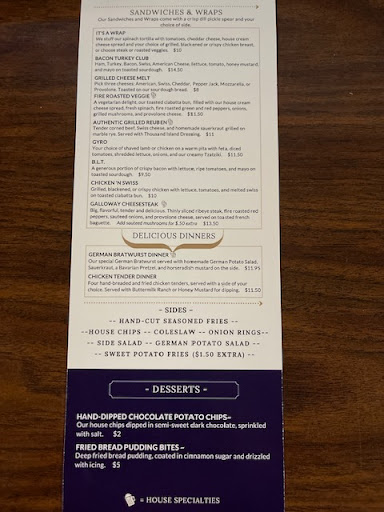 SANDWICHES & WRAPS
Our Sandwiches and Wraps come with a crisp dill pickle spear and your
choice of side.
IT'S A WRAP
We stuff our spinach tortilla with tomatoes, cheddar cheese, house cream
cheese spread and your choice of grilled, blackened or crispy chicken breast,
or choose steak or roasted veggies. $10
BACON TURKEY CLUB
Ham, Turkey, Bacon, Swiss, American Cheese, lettuce, tomato, honey mustard,
and mayo on toasted sourdough. $14.50
GRILLED CHEESE MELT
Pick three cheeses: American, Swiss, Cheddar, Pepper Jack, Mozzarella, or
Provolone. Toasted on our sourdough bread. $8
FIRE ROASTED VEGGIE
A vegetarian delight, our toasted ciabatta bun, filled with our house cream
cheese spread, fresh spinach, fire roasted green and red peppers, onions,
grilled mushrooms, and provolone cheese.
AUTHENTIC GRILLED REUBEN
Tender corned beef, Swiss cheese, and homemade sauerkraut grilled on
marble rye. Served with Thousand Island Dressing. $11
GYRO
Your choice of shaved lamb or chicken on a warm pita with feta, diced
tomatoes, shredded lettuce, onions, and our creamy Tzatziki. $11.50
B.L.T.
A generous portion of crispy bacon with lettuce, ripe tomatoes, and mayo on
toasted sourdough. $9.50
CHICKEN 'N SWISS
Grilled, blackened, or crispy chicken with lettuce, tomatoes, and melted swiss
on toasted ciabatta bun. $12
GALLOWAY CHEESESTEAK
Big, flavorful, tender and delicious. Thinly sliced ribeye steak, fire roasted red
peppers, sauteed onions, and provolone cheese, served on toasted french
baguette. Add sauteed mushrooms for $.50 extra $13.50
DELICIOUS DINNERS
GERMAN BRATWURST DINNER
Our special German Bratwurst served with homemade German Potato Salad,
Sauerkraut, a Bavarian Pretzel, and horseradish mustard on the side. $11.95
CHICKEN TENDER DINNER
Four hand-breaded and fried chicken tenders, served with a side of your
choice. Served with Buttermilk Ranch or Honey Mustard for dipping. $11.50
~ SIDES ~
-- HAND-CUT SEASONED FRIES --
--HOUSE CHIPS -- COLESLAW -- ONION RINGS--
-- SIDE SALAD -- GERMAN POTATO SALAD --
-- SWEET POTATO FRIES ($1.50 EXTRA) --
- DESSERTS -
HAND-DIPPED CHOCOLATE POTATO CHIPS~
Our house chips dipped in semi-sweet dark chocolate, sprinkled
with salt. $2
FRIED BREAD PUDDING BITES ~
Deep fried bread pudding, coated in cinnamon sugar and drizzled
with icing. $5
= HOUSE SPECIALTIES